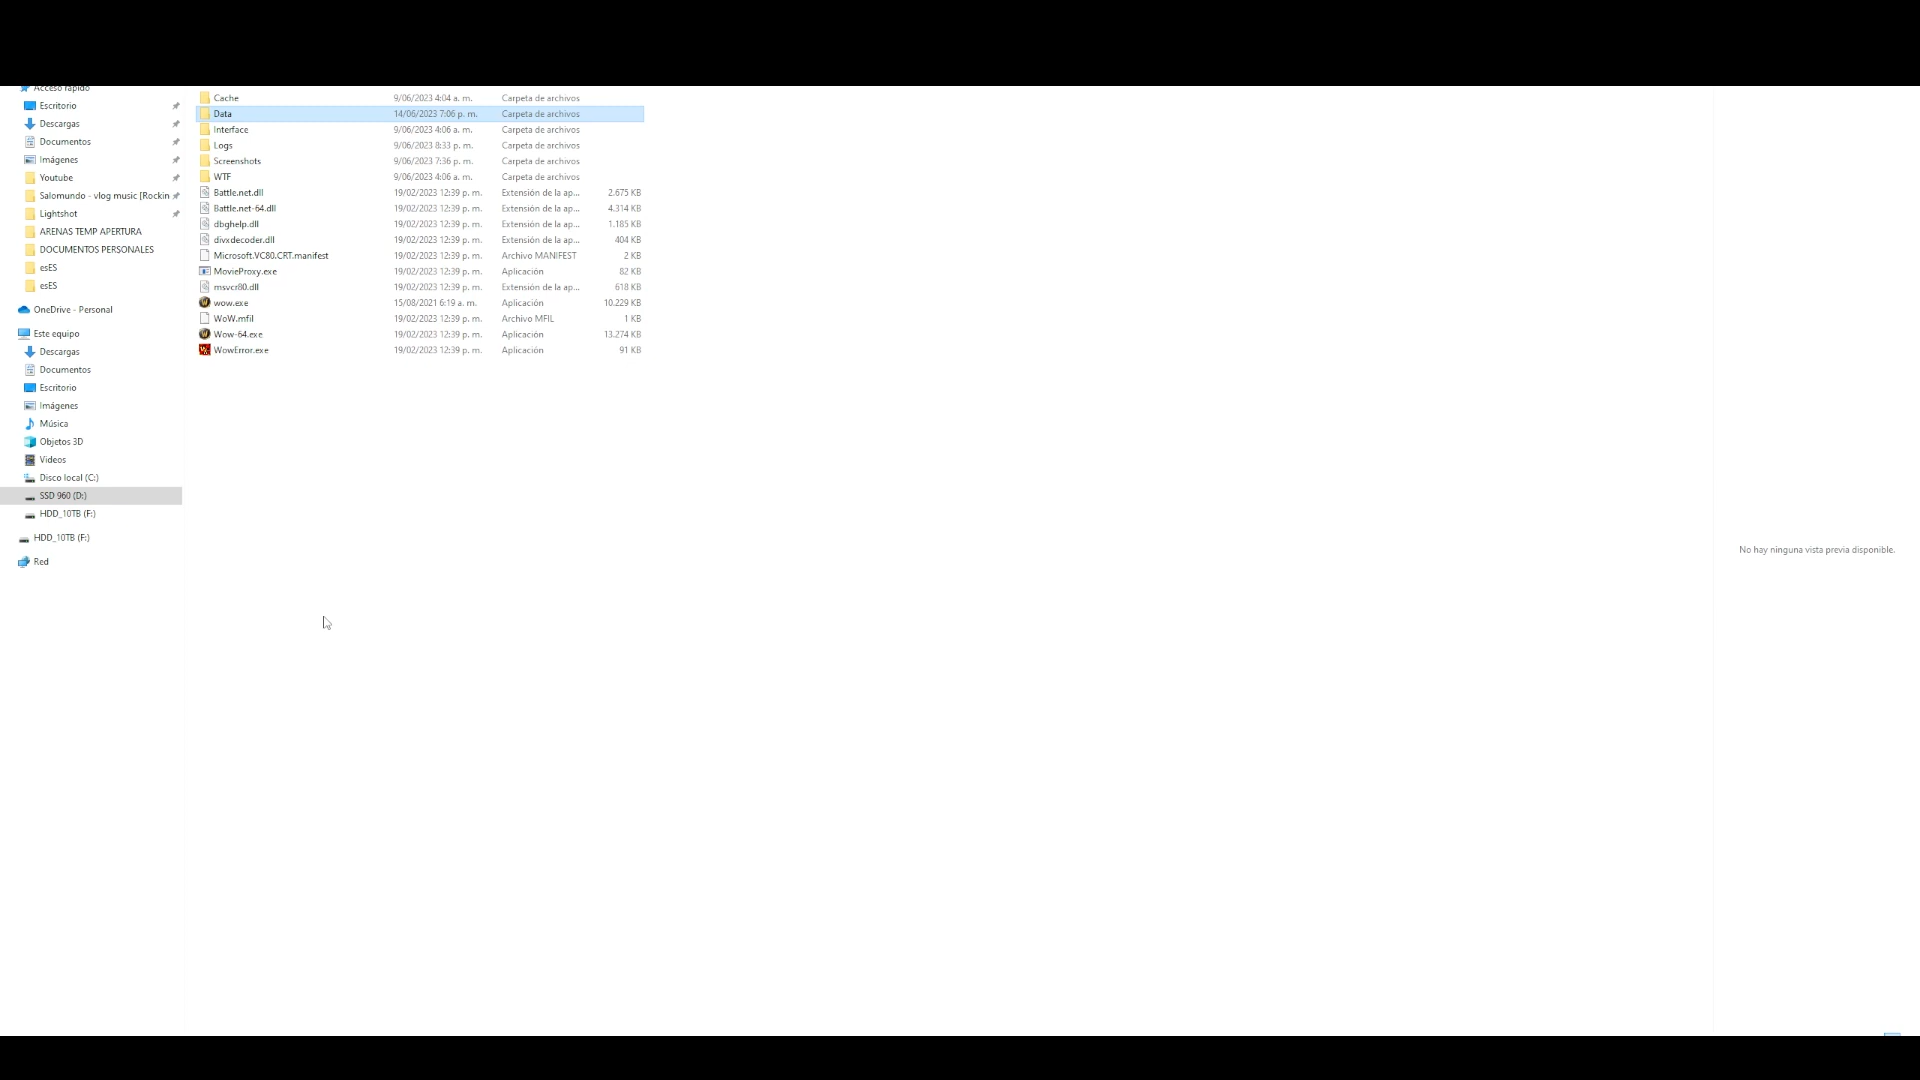 Acceso rápido
Escritorio
Descargas
Documentos
Imágenes
Youtube
Salomundo - vlog music [Rockin
Lightshot
ARENAS TEMP APERTURA
DOCUMENTOS PERSONALES
esES
esES
OneDrive - Personal
Este equipo
Descargas
Documentos
Escritorio
Imágenes
Música
Objetos 3D
Videos
Disco local (C:)
SSD 960 (D:)
HDD_10TB (F:)
HDD_10TB (F:)
Red
Cache 9/06/2023 4:04 a. m. Carpeta de archivos
Data 14/06/2023 7:06 p. m. Carpeta de archivos
Interface 9/06/2023 4:06 a. m. Carpeta de archivos
Logs 9/06/2023 8:33 p. m. Carpeta de archivos
Screenshots 9/06/2023 7:36 p. m. Carpeta de archivos
WTF 9/06/2023 4:06 a. m. Carpeta de archivos
Battle.net.dll 19/02/2023 12:39 p. m. Extensión de la ap... 2.675 KB
Battle.net-64.dll 19/02/2023 12:39 p. m. Extensión de la ap... 4.314 KB
dbghelp.dll 19/02/2023 12:39 p. m. Extensión de la ap... 1.185 KB
divxdecoder.dll 19/02/2023 12:39 p. m. Extensión de la ap... 404 KB
Microsoft.VC80.CRT.manifest 19/02/2023 12:39 p. m. Archivo MANIFEST 2 KB
MovieProxy.exe 19/02/2023 12:39 p. m. Aplicación 82 KB
msvcr80.dll 19/02/2023 12:39 p. m. Extensión de la ap... 618 KB
wow.exe 15/08/2021 6:19 a. m. Aplicación 10.229 KB
WoW.mfil 19/02/2023 12:39 p. m. Archivo MFIL 1 KB
Wow-64.exe 19/02/2023 12:39 p. m. Aplicación 13.274 KB
WowError.exe 19/02/2023 12:39 p. m. Aplicación 91 KB
No hay ninguna vista previa disponible.